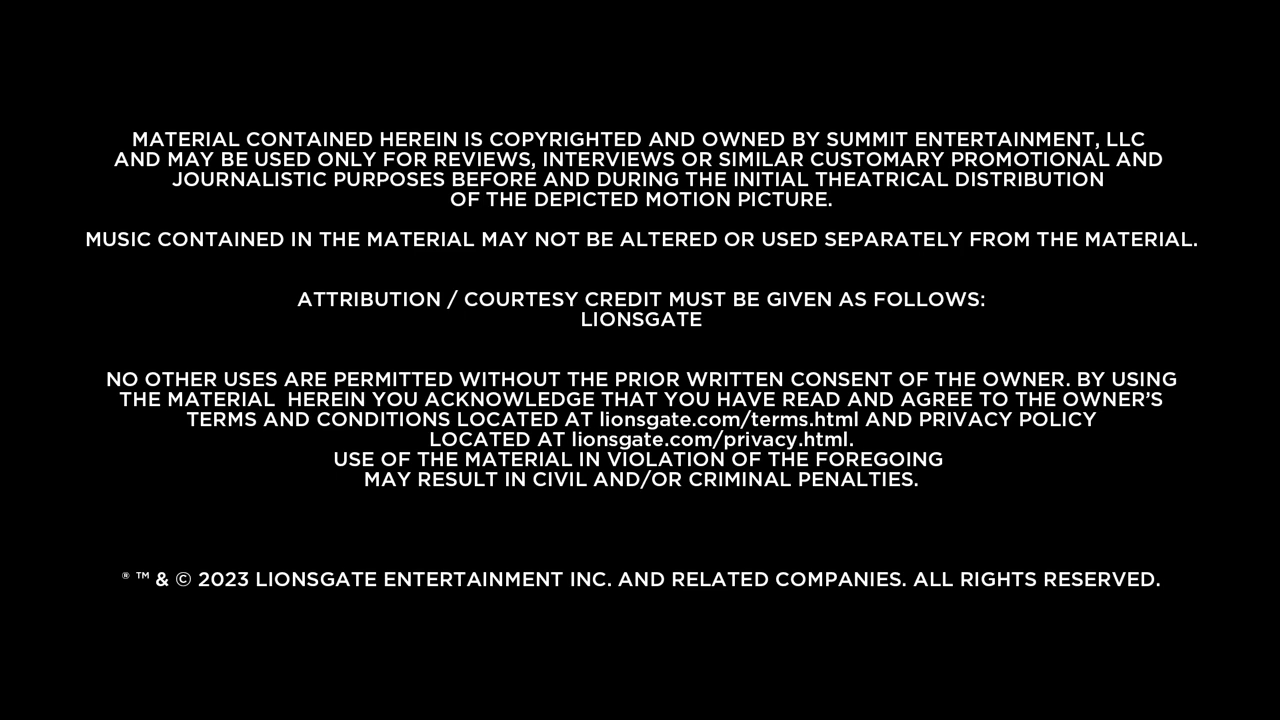 MATERIAL CONTAINED HEREIN IS COPYRIGHTED AND OWNED BY SUMMIT ENTERTAINMENT, LLC
AND MAY BE USED ONLY FOR REVIEWS, INTERVIEWS OR SIMILAR CUSTOMARY PROMOTIONAL AND
JOURNALISTIC PURPOSES BEFORE AND DURING THE INITIAL THEATRICAL DISTRIBUTION
OF THE DEPICTED MOTION PICTURE.
MUSIC CONTAINED IN THE MATERIAL MAY NOT BE ALTERED OR USED SEPARATELY FROM THE MATERIAL.
ATTRIBUTION / COURTESY CREDIT MUST BE GIVEN AS FOLLOWS:
LIONSGATE
NO OTHER USES ARE PERMITTED WITHOUT THE PRIOR WRITTEN CONSENT OF THE OWNER. BY USING
THE MATERIAL  HEREIN YOU ACKNOWLEDGE THAT YOU HAVE READ AND AGREE TO THE OWNER’S
TERMS AND CONDITIONS LOCATED AT lionsgate.com/terms.html AND PRIVACY POLICY
LOCATED AT lionsgate.com/privacy.html.
USE OF THE MATERIAL IN VIOLATION OF THE FOREGOING
MAY RESULT IN CIVIL AND/OR CRIMINAL PENALTIES.
® ™ & © 2023 LIONSGATE ENTERTAINMENT INC. AND RELATED COMPANIES. ALL RIGHTS RESERVED.